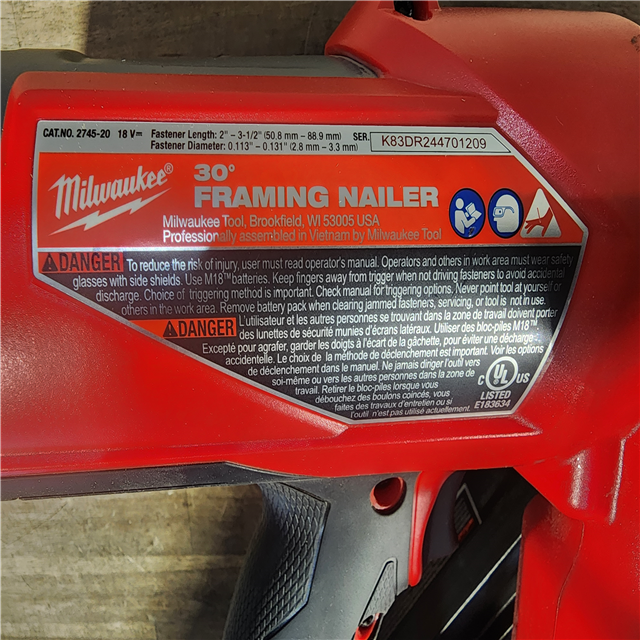 CAT.NO. 2745-20 18 V⎓ Fastener Length: 2" – 3-1/2" (50.8 mm – 88.9 mm) SER. K83DR244701209
Fastener Diameter: 0.113" – 0.131" (2.8 mm – 3.3 mm)
Milwaukee®
30°
FRAMING NAILER
Milwaukee Tool, Brookfield, WI 53005 USA
Professionally assembled in Vietnam by Milwaukee Tool
DANGER To reduce the risk of injury, user must read operator's manual. Operators and others in work area must wear safety
glasses with side shields. Use M18™ batteries. Keep fingers away from trigger when not driving fasteners to avoid accidental
discharge. Choice of triggering method is important. Check manual for triggering options. Never point tool at yourself or
others in the work area. Remove battery pack when clearing jammed fasteners, servicing, or tool is not in use.
DANGER L'utilisateur et les autres personnes se trouvant dans la zone de travail doivent porter
des lunettes de sécurité munies d'écrans latéraux. Utiliser des bloc-piles M18™.
Excepté pour agrafer, garder les doigts à l'écart de la gâchette, pour éviter une décharge
accidentelle. Le choix de la méthode de déclenchement est important. Voir les options
de déclenchement dans le manuel. Ne jamais diriger l'outil vers
soi-même ou vers les autres personnes dans la zone de
travail. Retirer le bloc-piles lorsque vous
débouchez des boulons coincés, vous
faites des travaux d'entretien ou si
l'outil n'est pas utilisé actuellement.
C UL US
LISTED
E183634